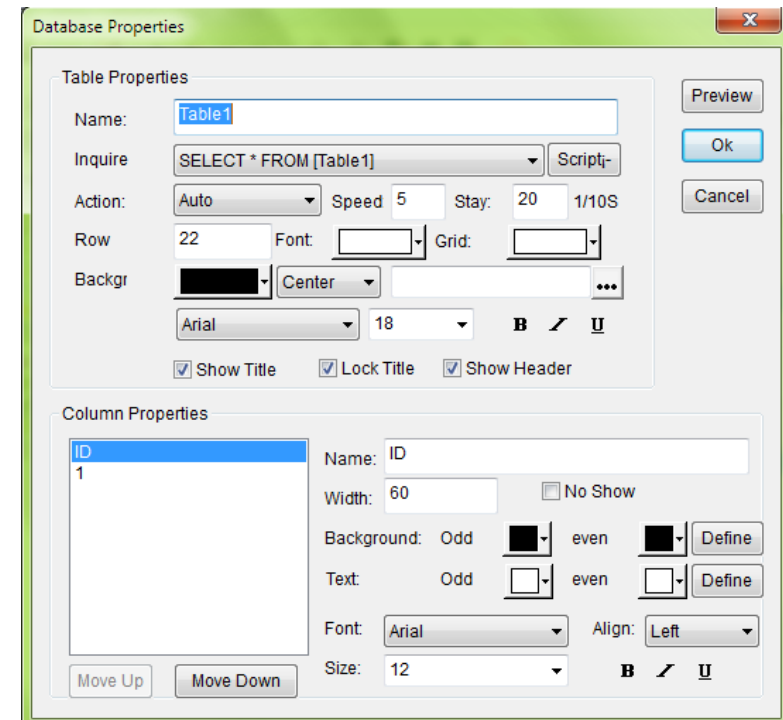 Database Properties
Table Properties
Preview
Name: Table1
Ok
Inquire SELECT * FROM [Table1] Script¡-
Action: Auto Speed 5 Stay: 20 1/10S
Cancel
Row 22 Font: Grid:
Backgr Center ...
Arial 18 B I U
Show Title Lock Title Show Header
Column Properties
ID
1
Name: ID
Width: 60 No Show
Background: Odd even Define
Text: Odd even Define
Font: Arial Align: Left
Size: 12 B I U
Move Up Move Down